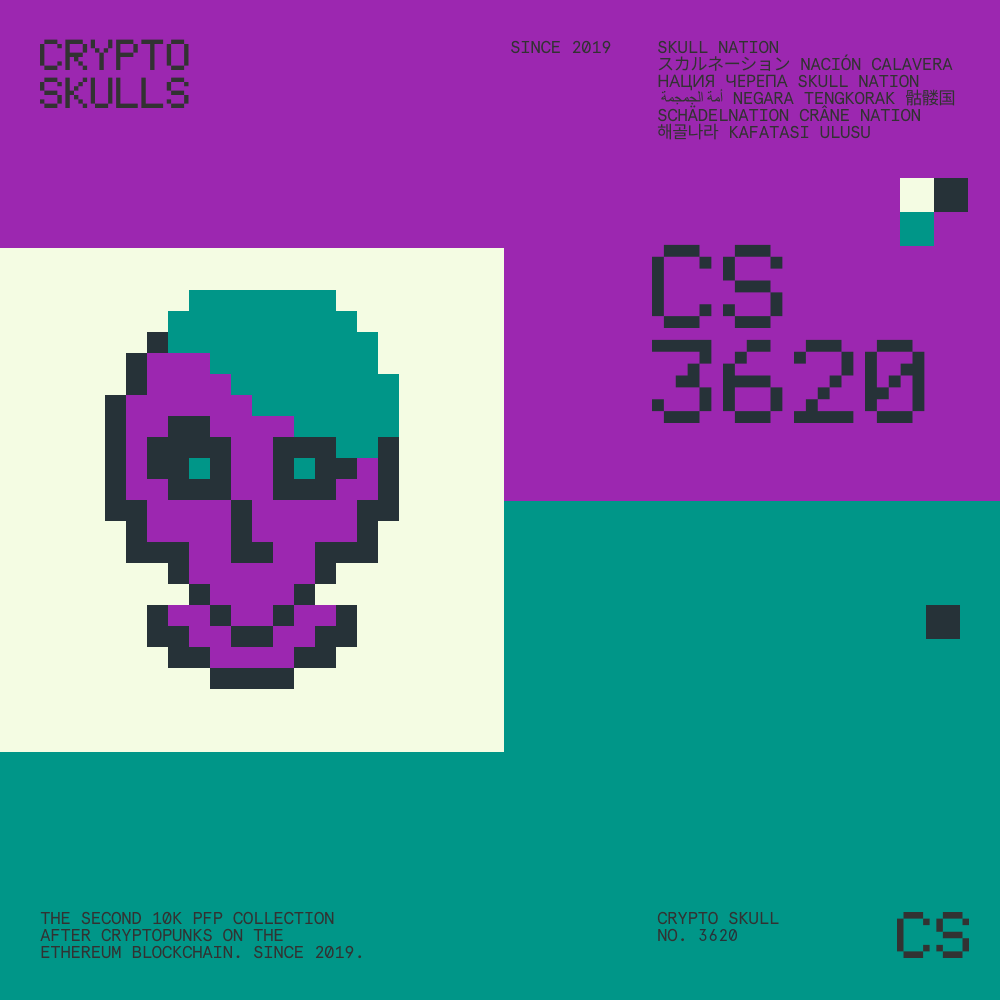 CRYPTO
SKULLS
SINCE 2019
SKULL NATION
スカルネーション NACIÓN CALAVERA
НАЦИЯ ЧЕРЕПА SKULL NATION
أمة الجمجمة NEGARA TENGKORAK 骷髅国
SCHÄDELNATION CRÂNE NATION
해골나라 KAFATASI ULUSU
CS
3620
THE SECOND 10K PFP COLLECTION
AFTER CRYPTOPUNKS ON THE
ETHEREUM BLOCKCHAIN. SINCE 2019.
CRYPTO SKULL
NO. 3620
CS